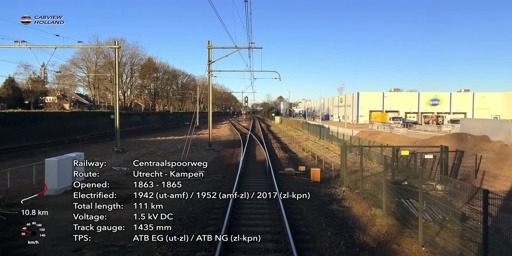 CABVIEW
HOLLAND
Railway: Centraalspoorweg
Route: Utrecht - Kampen
Opened: 1863 - 1865
Electrified: 1942 (ut-amf) / 1952 (amf-zl) / 2017 (zl-kpn)
Total length: 111 km
Voltage: 1.5 kV DC
Track gauge: 1435 mm
TPS: ATB EG (ut-zl) / ATB NG (zl-kpn)
10.8 km
km/h